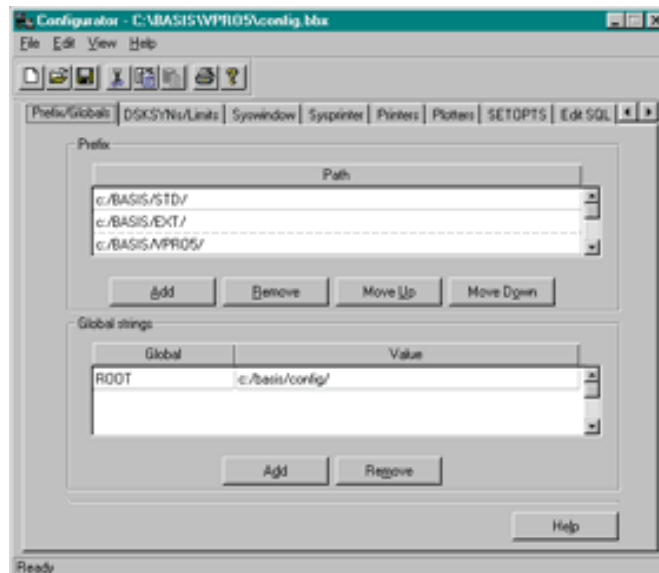 Configurator - C:\BASIS\VPRO5\config.bbx
File Edit View Help
Prefix/Globals DSKSYNs/Limits Syswindow Sysprinter Printers Plotters SETOPTS Edit SQL
Prefix
Path
c:/BASIS/STD/
c:/BASIS/EXT/
c:/BASIS/VPRO5/
Add Remove Move Up Move Down
Global strings
Global Value
ROOT c:/basis/config/
Add Remove
Help
Ready